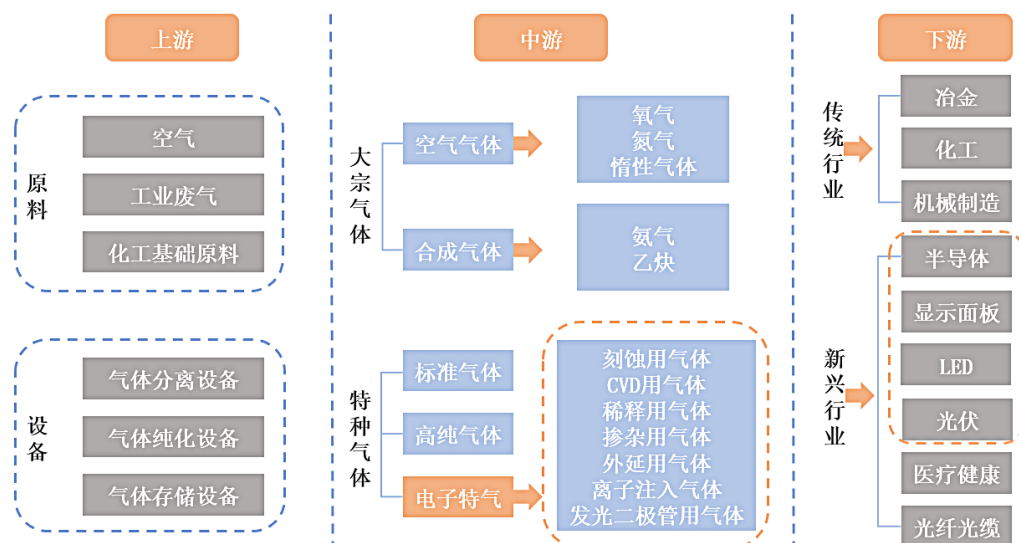 上游
原料
空气
工业废气
化工基础原料
设备
气体分离设备
气体纯化设备
气体存储设备
中游
大宗气体
空气气体
氧气
氮气
惰性气体
合成气体
氨气
乙炔
特种气体
标准气体
高纯气体
电子特气
刻蚀用气体
CVD用气体
稀释用气体
掺杂用气体
外延用气体
离子注入气体
发光二极管用气体
下游
传统行业
冶金
化工
机械制造
新兴行业
半导体
显示面板
LED
光伏
医疗健康
光纤光缆